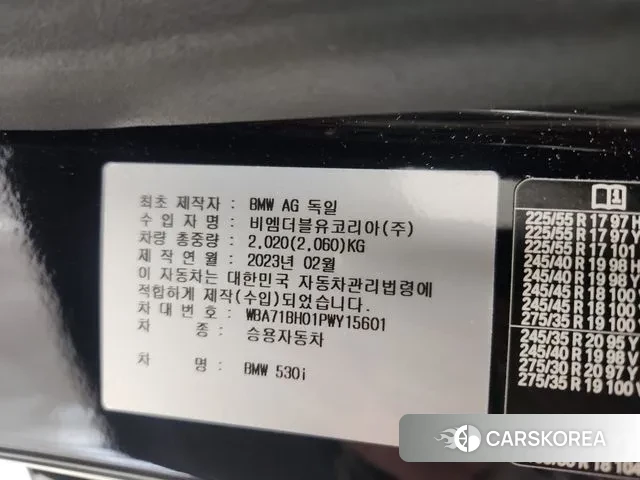 최초 제작자 : BMW AG 독일
수 입 자 명 : 비엠더블유코리아(주)
차량 총중량 : 2,020(2,060)KG
제 작 연 월 : 2023년 02월
이 자동차는 대한민국 자동차관리법령에
적합하게 제작(수입)되었습니다.
차 대 번 호 : WBA71BH01PWY15601
차 종 : 승용자동차
차 명 : BMW 530i
1
225/55 R 17 97 H
225/55 R 17 97 Y
225/55 R 17 101
245/40 R 19 98
245/40 R 19 98 Y
245/45 R 18 100
245/45 R 18 100 Y
275/35 R 19 100
245/35 R 20 95 Y
245/40 R 19 98 Y
275/30 R 20 97 Y
275/35 R 19 100
CARSKOREA